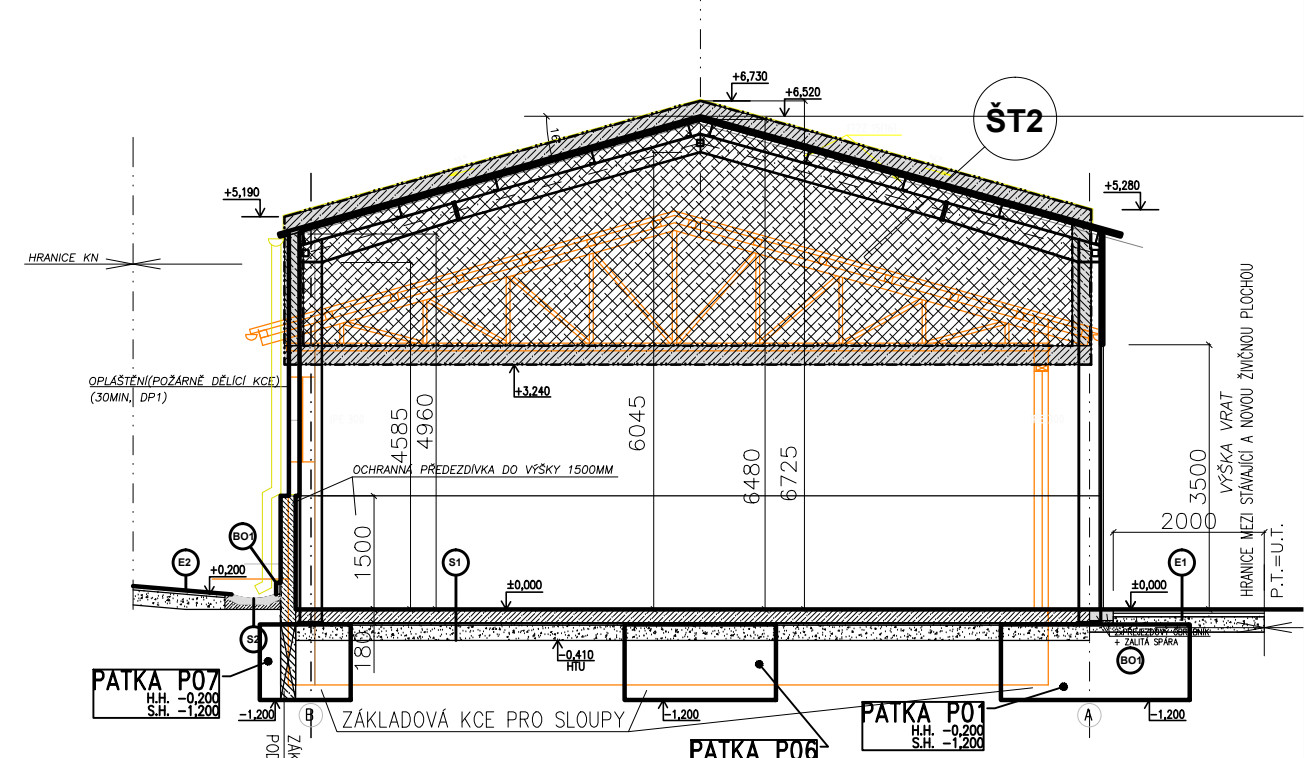 +6,730
+6,520
ŠT2
16°
+5,190
+5,280
HRANICE KN
OPLÁŠTĚNÍ(POŽÁRNĚ DĚLÍCÍ KCE)
(30MIN, DP1)
+3,240
4585
4960
6045
6480
6725
3500
VÝŠKA VRAT
HRANICE MEZI STÁVAJÍCÍ A NOVOU ŽIVIČNOU PLOCHOU
P.T.=U.T.
2000
OCHRANNÁ PŘEDEZDÍVKA DO VÝŠKY 1500MM
1500
BO1
E2
+0,200
S1
±0,000
±0,000
E1
S2
180
-0,410
HTU
+ ZALITÁ SPÁRA
BO1
PATKA P07
H.H. -0,200
S.H. -1,200
-1,200
B
ZÁKLADOVÁ KCE PRO SLOUPY
-1,200
PATKA P01
H.H. -0,200
S.H. -1,200
A
-1,200
PATKA P06
ZÁK
POD